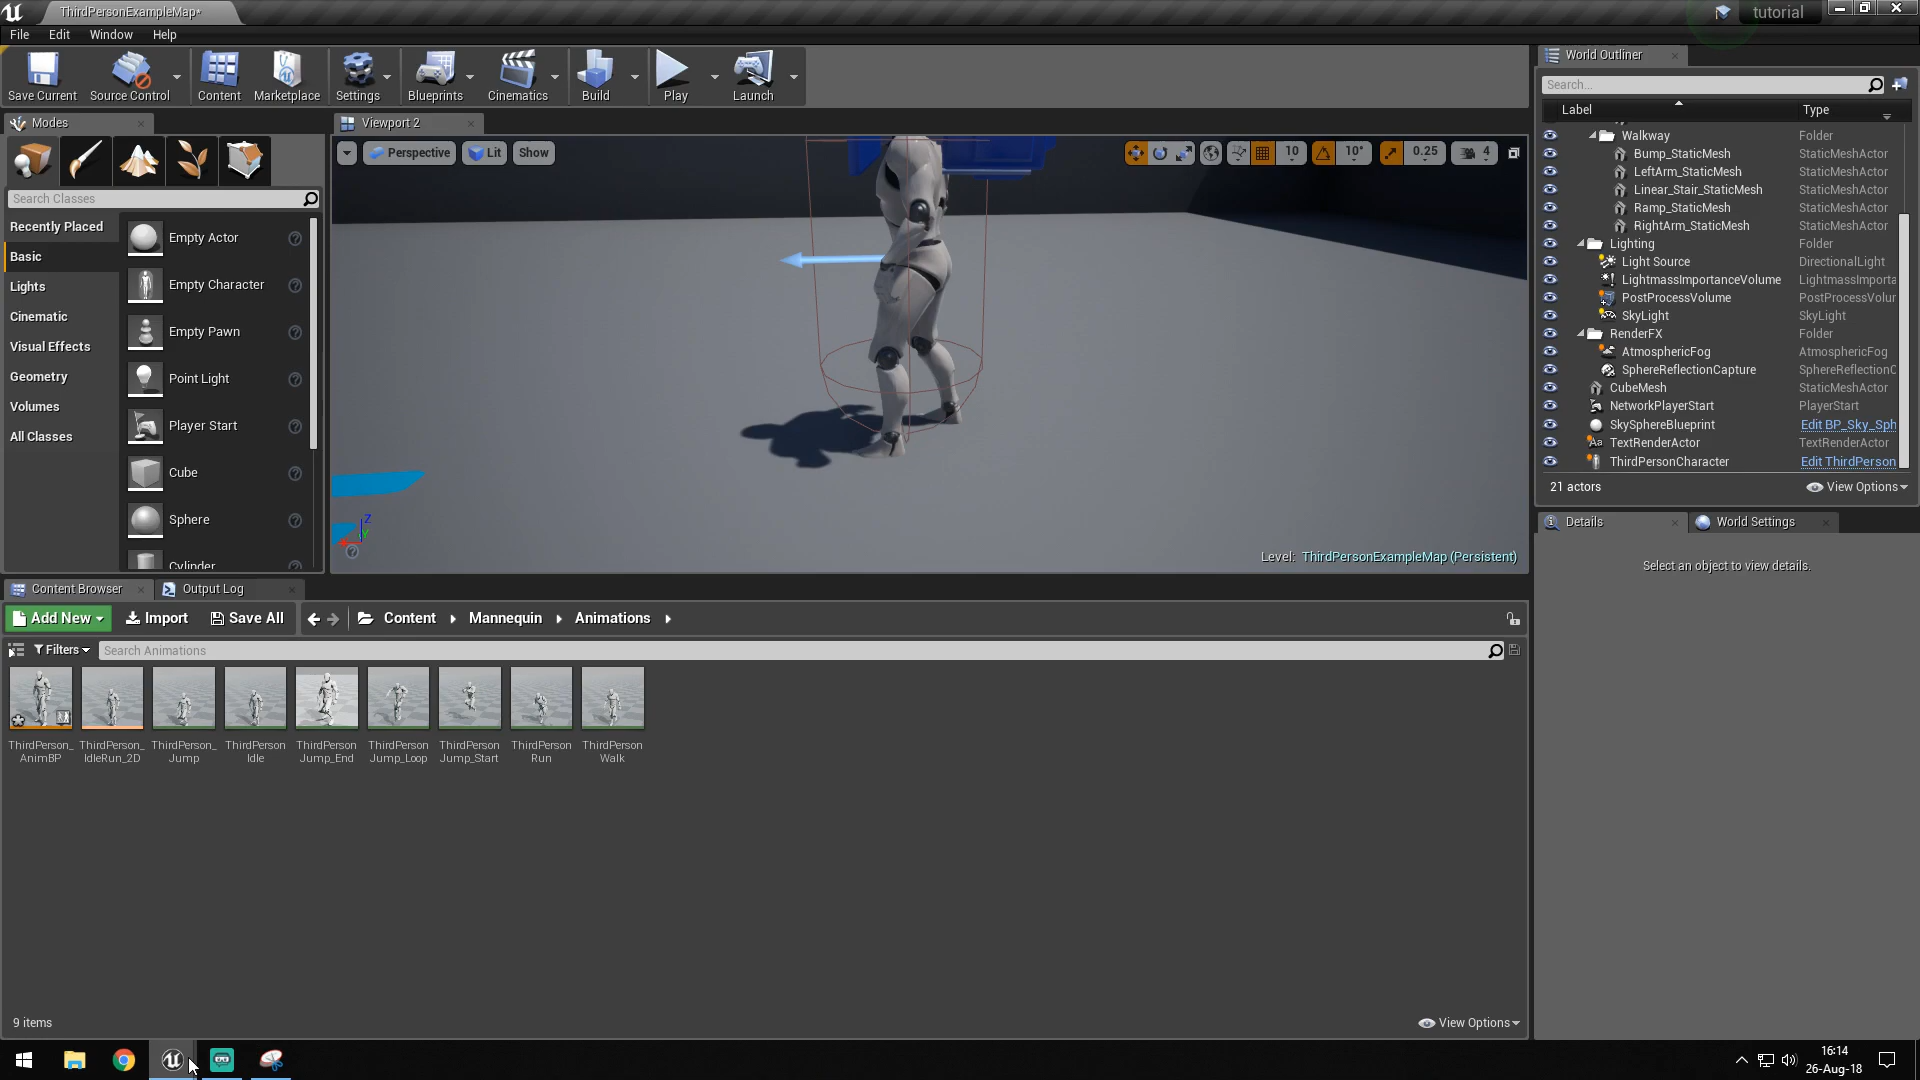 ThirdPersonExampleMap*
tutorial
File Edit Window Help
Save Current
Source Control
Content
Marketplace
Settings
Blueprints
Cinematics
Build
Play
Launch
Modes
Search Classes
Recently Placed
Basic
Lights
Cinematic
Visual Effects
Geometry
Volumes
All Classes
Empty Actor
Empty Character
Empty Pawn
Point Light
Player Start
Cube
Sphere
Cylinder
Viewport 2
Perspective Lit Show
10 10° 0.25 4
Z
Level: ThirdPersonExampleMap (Persistent)
World Outliner
Search...
Label Type
Walkway Folder
Bump_StaticMesh StaticMeshActor
LeftArm_StaticMesh StaticMeshActor
Linear_Stair_StaticMesh StaticMeshActor
Ramp_StaticMesh StaticMeshActor
RightArm_StaticMesh StaticMeshActor
Lighting Folder
Light Source DirectionalLight
LightmassImportanceVolume LightmassImporta
PostProcessVolume PostProcessVolur
SkyLight SkyLight
RenderFX Folder
AtmosphericFog AtmosphericFog
SphereReflectionCapture SphereReflectionC
CubeMesh StaticMeshActor
NetworkPlayerStart PlayerStart
SkySphereBlueprint Edit BP_Sky_Sph
TextRenderActor TextRenderActor
ThirdPersonCharacter Edit ThirdPerson
21 actors View Options
Details World Settings
Select an object to view details.
Content Browser Output Log
Add New Import Save All Content Mannequin Animations
Filters Search Animations
ThirdPerson_
AnimBP
ThirdPerson_
IdleRun_2D
ThirdPerson_
Jump
ThirdPerson
Idle
ThirdPerson
Jump_End
ThirdPerson
Jump_Loop
ThirdPerson
Jump_Start
ThirdPerson
Run
ThirdPerson
Walk
9 items View Options
16:14
26-Aug-18